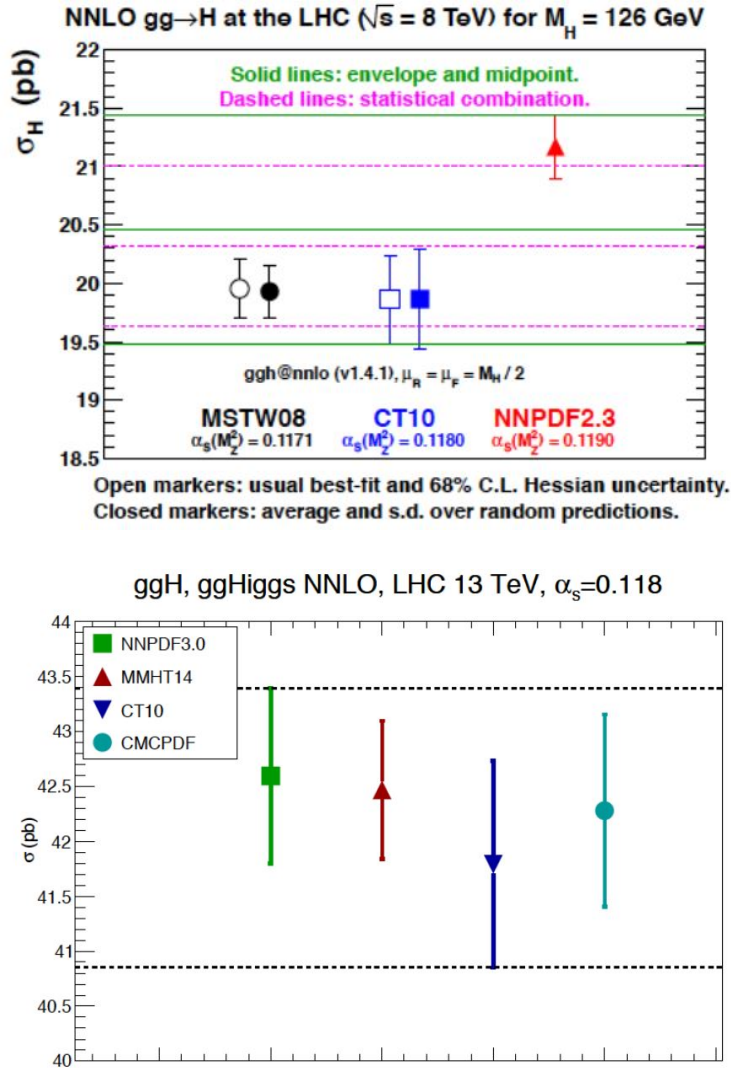 NNLO gg→H at the LHC (√s = 8 TeV) for M_H = 126 GeV
σ_H (pb)
22
21.5
21
20.5
20
19.5
19
18.5
Solid lines: envelope and midpoint.
Dashed lines: statistical combination.
ggh@nnlo (v1.4.1), μ_R = μ_F = M_H / 2
MSTW08 CT10 NNPDF2.3
α_s(M_Z^2) = 0.1171 α_s(M_Z^2) = 0.1180 α_s(M_Z^2) = 0.1190
Open markers: usual best-fit and 68% C.L. Hessian uncertainty.
Closed markers: average and s.d. over random predictions.
ggH, ggHiggs NNLO, LHC 13 TeV, α_s=0.118
σ (pb)
44
43.5
43
42.5
42
41.5
41
40.5
40
NNPDF3.0
MMHT14
CT10
CMCPDF